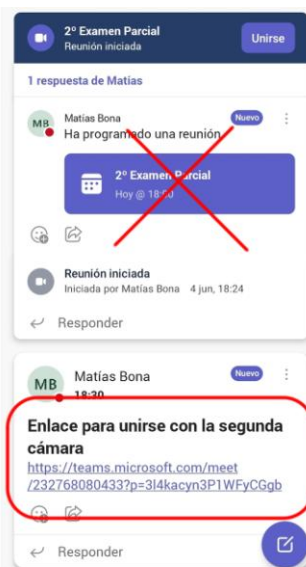 2º Examen Parcial
Reunión iniciada
Unirse
1 respuesta de Matías
MB
Matías Bona
Nuevo
Ha programado una reunión
2º Examen Parcial
Hoy @ 18:00
Reunión iniciada
Iniciada por Matías Bona 4 jun, 18:24
Responder
MB
Matías Bona
Nuevo
18:30
Enlace para unirse con la segunda
cámara
https://teams.microsoft.com/meet
/232768080433?p=3l4kacyn3P1WFyCGgb
Responder